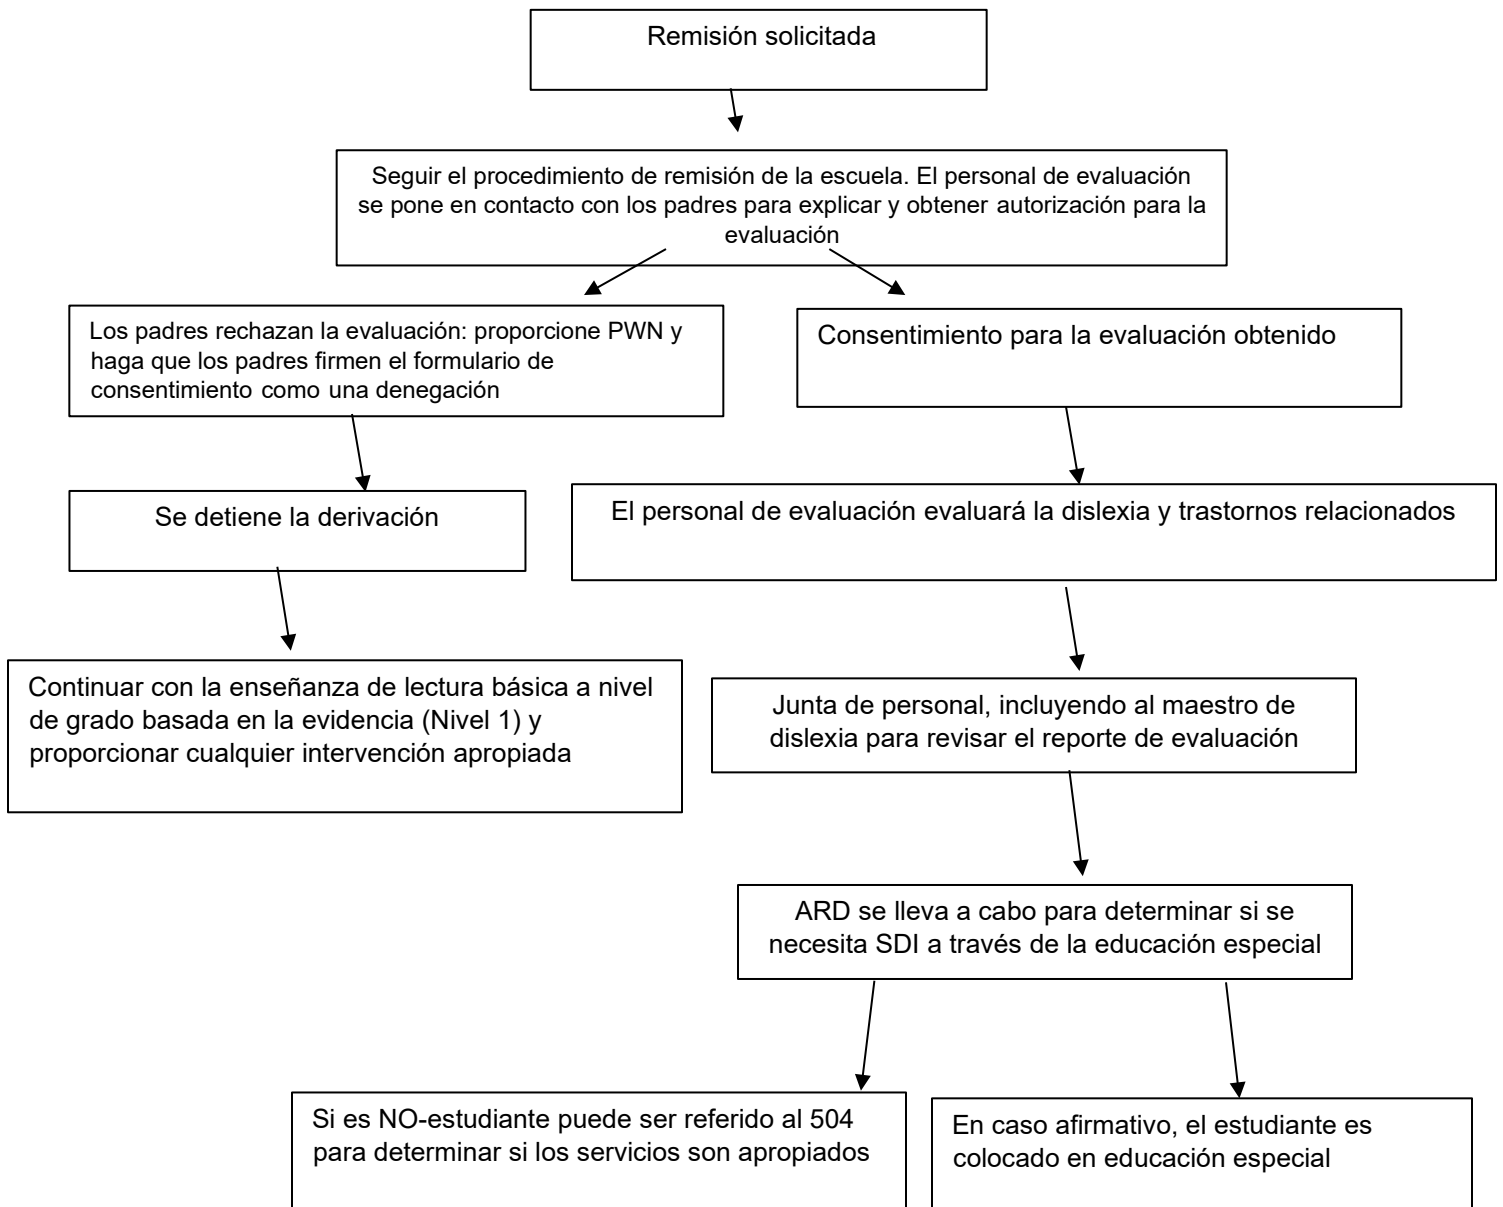 Remisión solicitada
Seguir el procedimiento de remisión de la escuela. El personal de evaluación
se pone en contacto con los padres para explicar y obtener autorización para la
evaluación
Los padres rechazan la evaluación: proporcione PWN y
haga que los padres firmen el formulario de
consentimiento como una denegación
Consentimiento para la evaluación obtenido
Se detiene la derivación
El personal de evaluación evaluará la dislexia y trastornos relacionados
Continuar con la enseñanza de lectura básica a nivel
de grado basada en la evidencia (Nivel 1) y
proporcionar cualquier intervención apropiada
Junta de personal, incluyendo al maestro de
dislexia para revisar el reporte de evaluación
ARD se lleva a cabo para determinar si se
necesita SDI a través de la educación especial
Si es NO-estudiante puede ser referido al 504
para determinar si los servicios son apropiados
En caso afirmativo, el estudiante es
colocado en educación especial